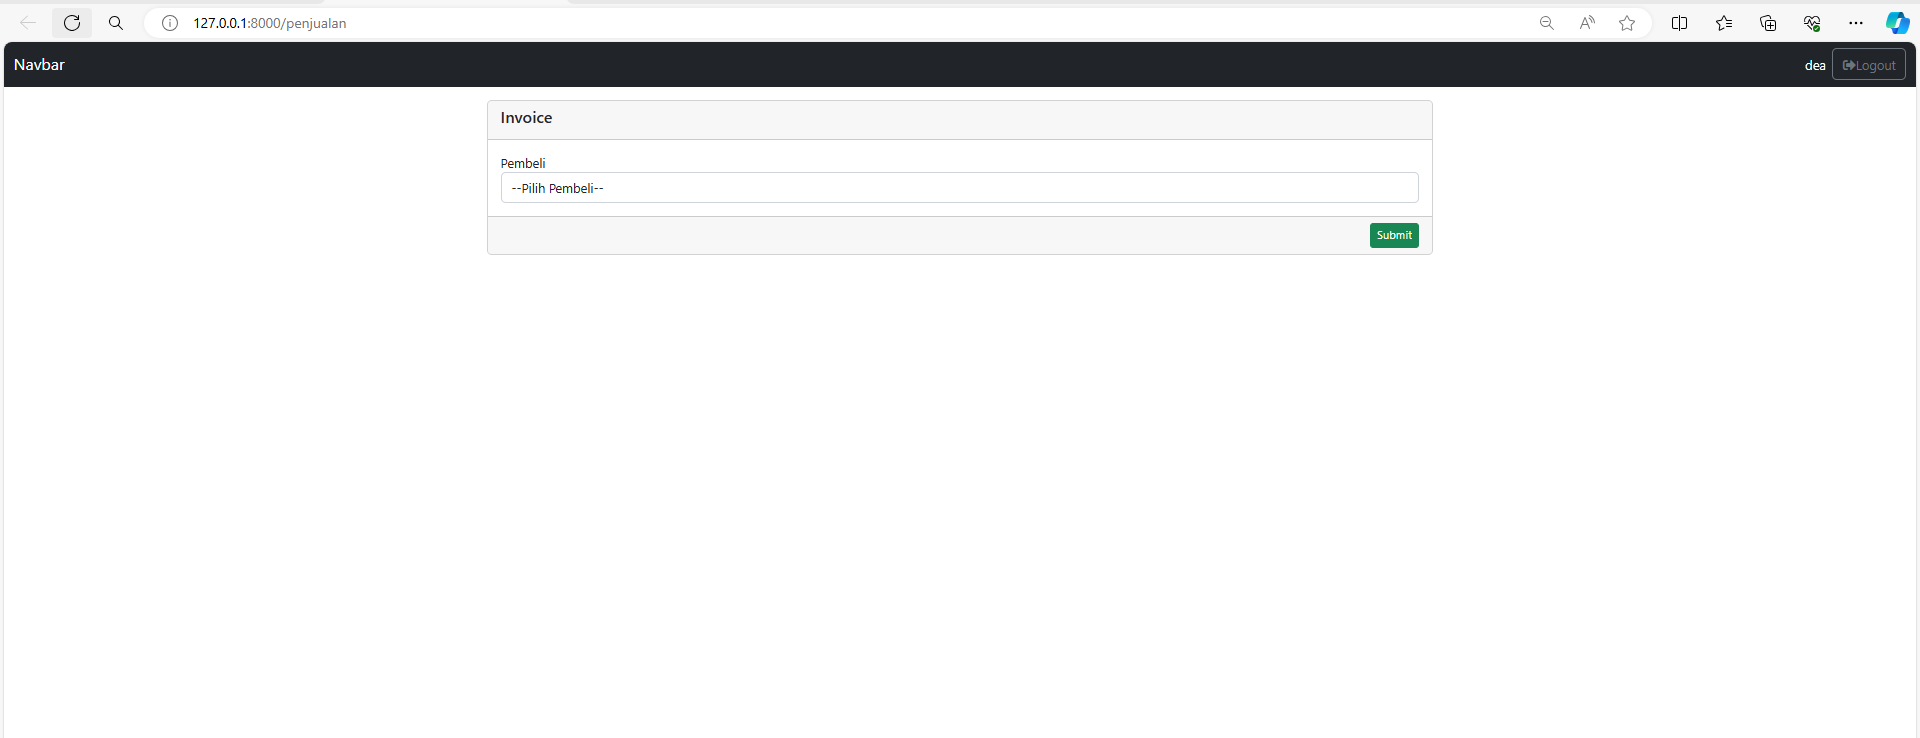 127.0.0.1:8000/penjualan
Navbar
dea Logout
Invoice
Pembeli
--Pilih Pembeli--
Submit